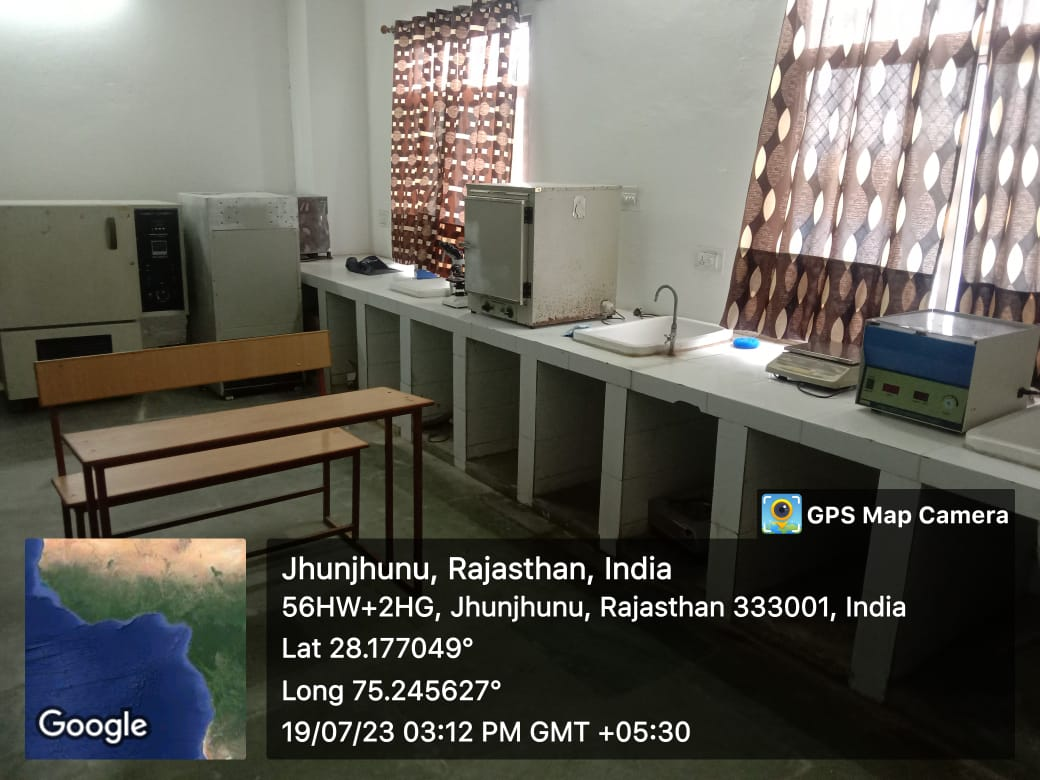 GPS Map Camera
Jhunjhunu, Rajasthan, India
56HW+2HG, Jhunjhunu, Rajasthan 333001, India
Lat 28.177049°
Long 75.245627°
19/07/23 03:12 PM GMT +05:30
Google